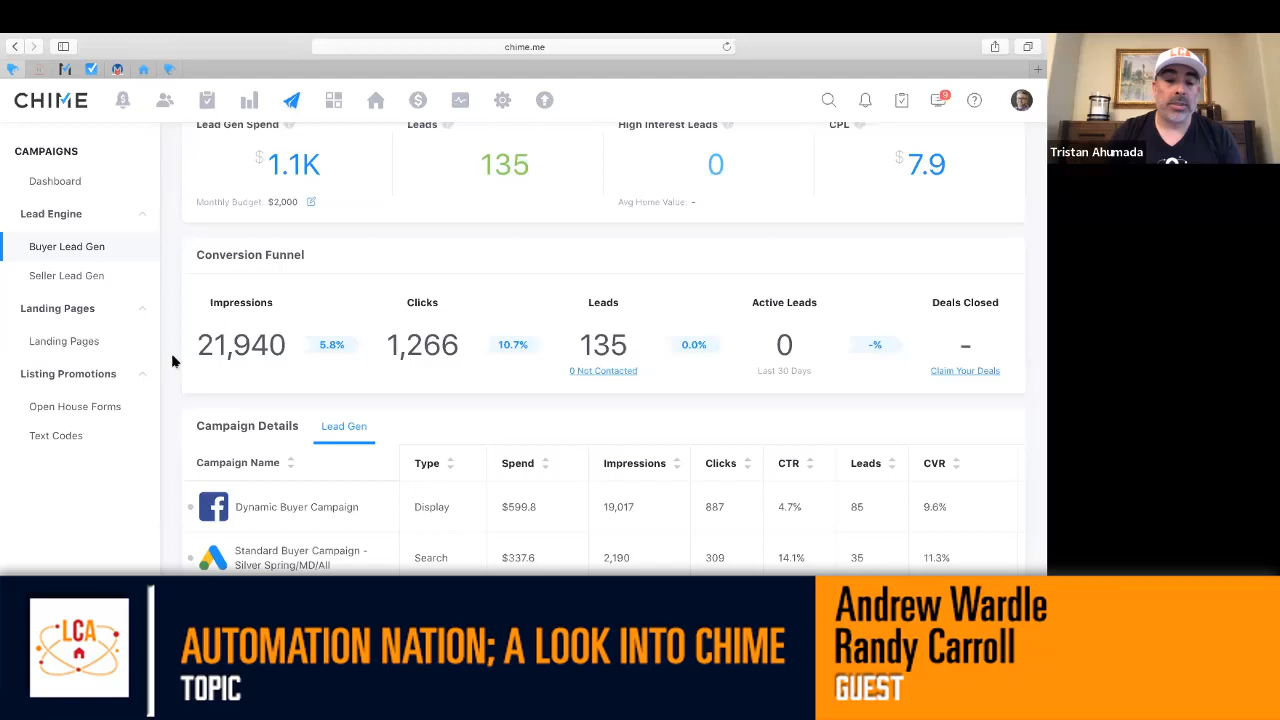 chime.me
CHIME
9
Tristan Ahumada
LCA
CAMPAIGNS
Dashboard
Lead Engine
Buyer Lead Gen
Seller Lead Gen
Landing Pages
Landing Pages
Listing Promotions
Open House Forms
Text Codes
Lead Gen Spend
Leads
High Interest Leads
CPL
$1.1K
135
0
$7.9
Monthly Budget: $2,000
Avg Home Value: -
Conversion Funnel
Impressions
Clicks
Leads
Active Leads
Deals Closed
21,940
5.8%
1,266
10.7%
135
0.0%
0
-%
-
0 Not Contacted
Last 30 Days
Claim Your Deals
Campaign Details
Lead Gen
Campaign Name
Type
Spend
Impressions
Clicks
CTR
Leads
CVR
Dynamic Buyer Campaign
Display
$599.8
19,017
887
4.7%
85
9.6%
Standard Buyer Campaign -
Silver Spring/MD/All
Search
$337.6
2,190
309
14.1%
35
11.3%
LCA
AUTOMATION NATION; A LOOK INTO CHIME
TOPIC
Andrew Wardle
Randy Carroll
GUEST